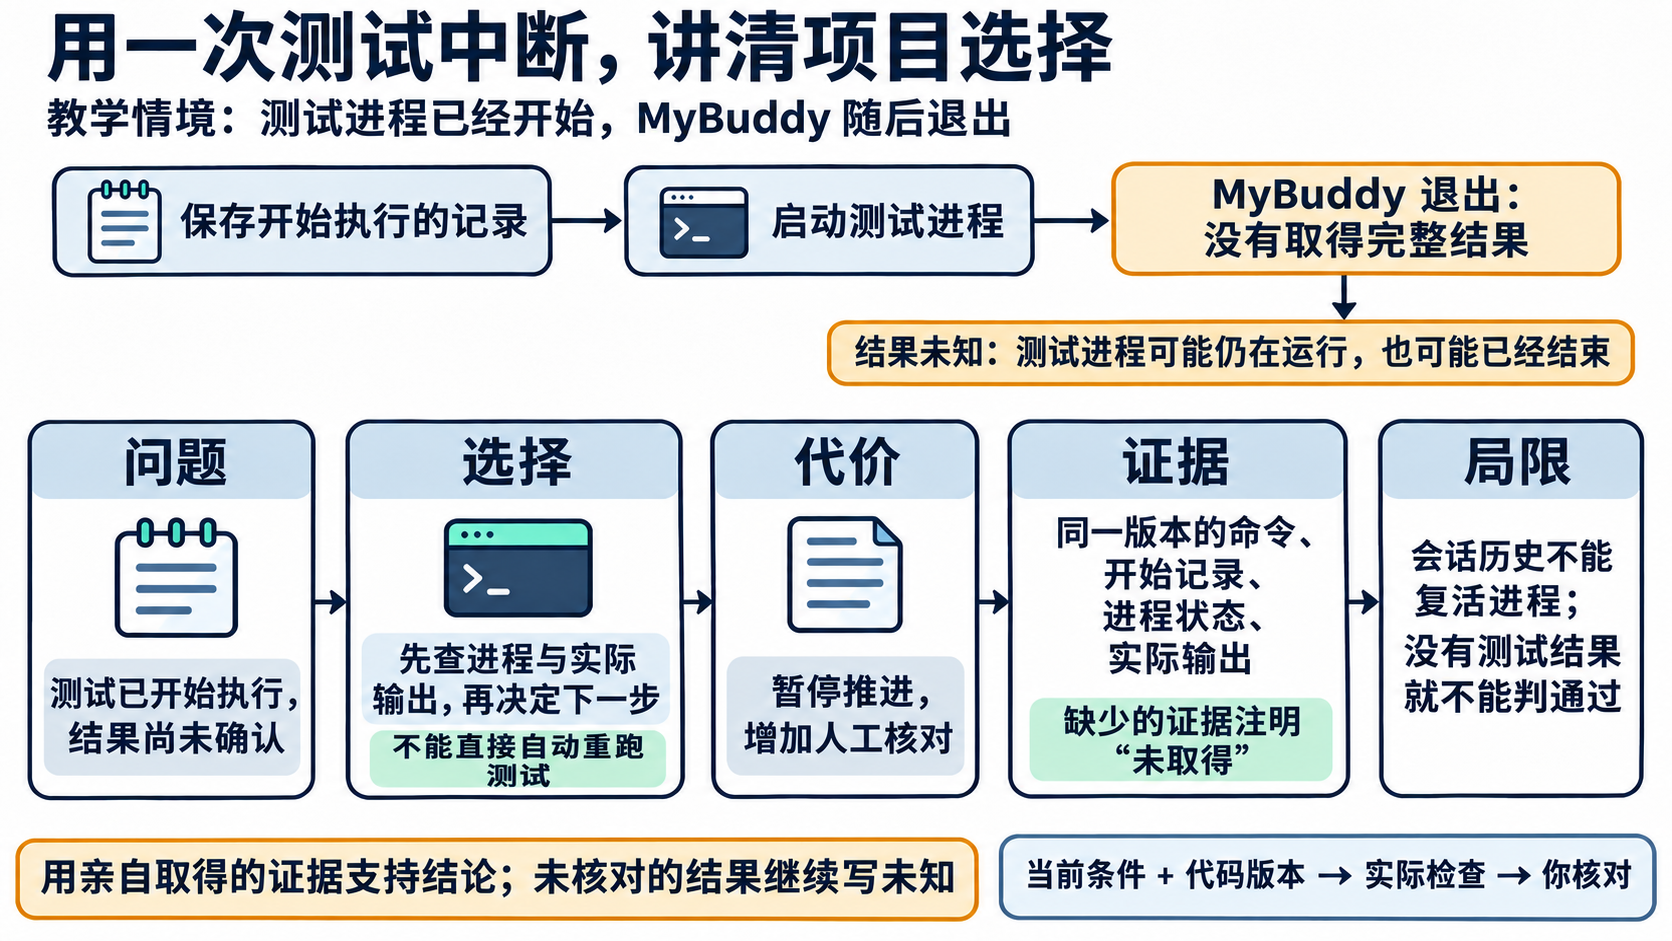 用一次测试中断，讲清项目选择
教学情境：测试进程已经开始，MyBuddy 随后退出
保存开始执行的记录
启动测试进程
MyBuddy 退出：
没有取得完整结果
结果未知：测试进程可能仍在运行，也可能已经结束
问题
测试已开始执行，
结果尚未确认
选择
先查进程与实际
输出，再决定下一步
不能直接自动重跑
测试
代价
暂停推进，
增加人工核对
证据
同一版本的命令、
开始记录、
进程状态、
实际输出
缺少的证据注明
“未取得”
局限
会话历史不能
复活进程；
没有测试结果
就不能判通过
用亲自取得的证据支持结论；未核对的结果继续写未知
当前条件 + 代码版本 → 实际检查 → 你核对